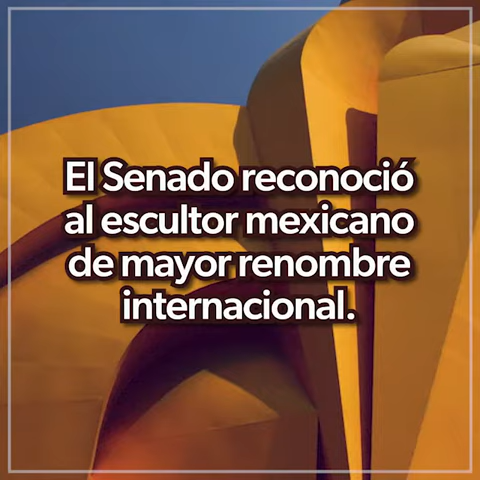 El Senado reconoció
al escultor mexicano
de mayor renombre
internacional.